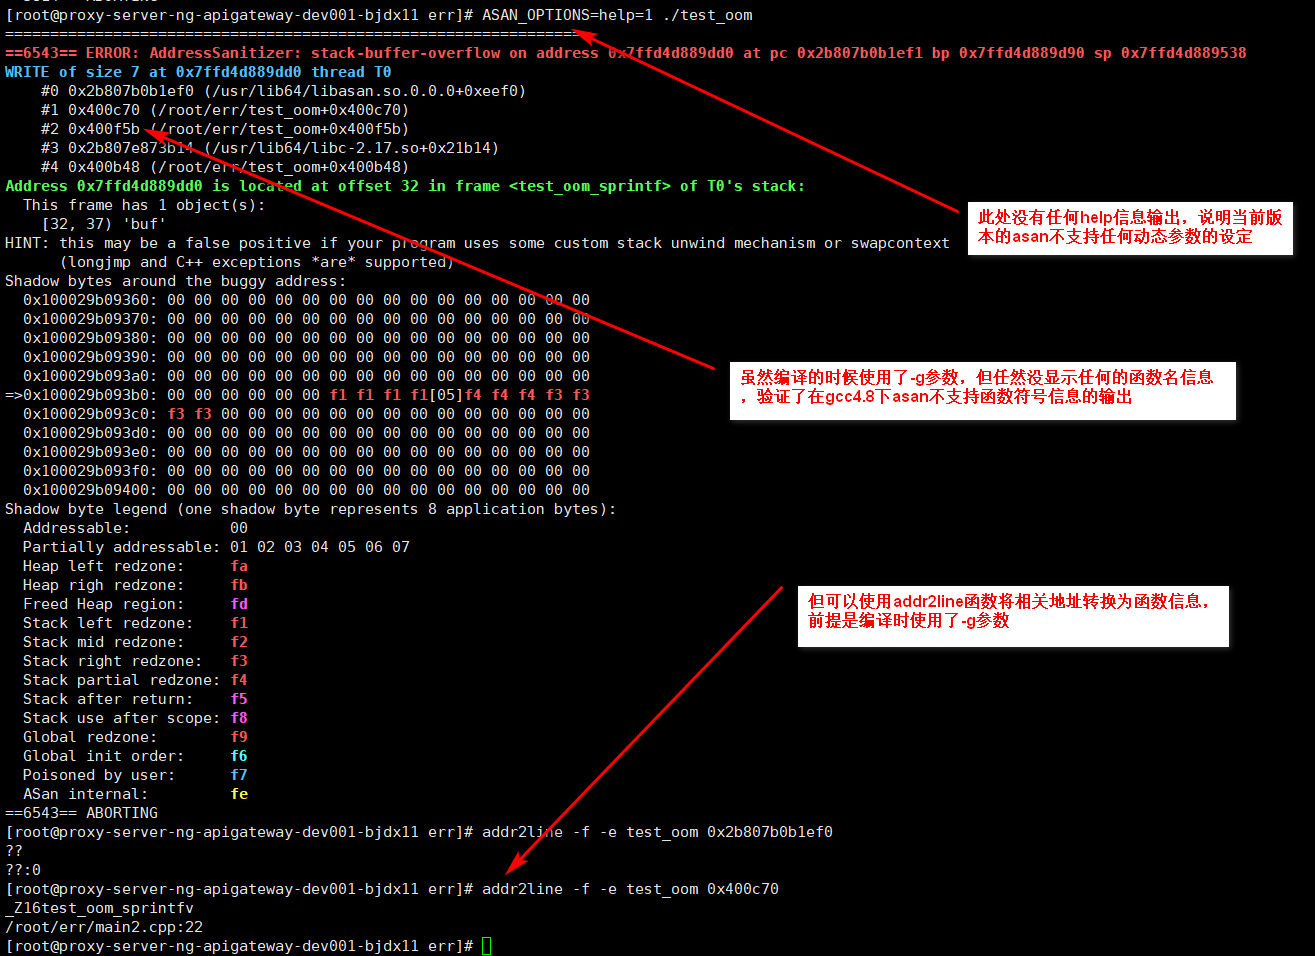 [root@proxy-server-ng-apigateway-dev001-bjdx11 err]# ASAN_OPTIONS=help=1 ./test_oom
=================================================================
==6543== ERROR: AddressSanitizer: stack-buffer-overflow on address 0x7ffd4d889dd0 at pc 0x2b807b0b1ef1 bp 0x7ffd4d889d90 sp 0x7ffd4d889538
WRITE of size 7 at 0x7ffd4d889dd0 thread T0
    #0 0x2b807b0b1ef0 (/usr/lib64/libasan.so.0.0.0+0xeef0)
    #1 0x400c70 (/root/err/test_oom+0x400c70)
    #2 0x400f5b (/root/err/test_oom+0x400f5b)
    #3 0x2b807e873b14 (/usr/lib64/libc-2.17.so+0x21b14)
    #4 0x400b48 (/root/err/test_oom+0x400b48)
Address 0x7ffd4d889dd0 is located at offset 32 in frame <test_oom_sprintf> of T0's stack:
  This frame has 1 object(s):
    [32, 37) 'buf'
HINT: this may be a false positive if your program uses some custom stack unwind mechanism or swapcontext
      (longjmp and C++ exceptions *are* supported)
Shadow bytes around the buggy address:
  0x100029b09360: 00 00 00 00 00 00 00 00 00 00 00 00 00 00 00 00
  0x100029b09370: 00 00 00 00 00 00 00 00 00 00 00 00 00 00 00 00
  0x100029b09380: 00 00 00 00 00 00 00 00 00 00 00 00 00 00 00 00
  0x100029b09390: 00 00 00 00 00 00 00 00 00 00 00 00 00 00 00 00
  0x100029b093a0: 00 00 00 00 00 00 00 00 00 00 00 00 00 00 00 00
=>0x100029b093b0: 00 00 00 00 00 00 f1 f1 f1 f1[05]f4 f4 f4 f3 f3
  0x100029b093c0: f3 f3 00 00 00 00 00 00 00 00 00 00 00 00 00 00
  0x100029b093d0: 00 00 00 00 00 00 00 00 00 00 00 00 00 00 00 00
  0x100029b093e0: 00 00 00 00 00 00 00 00 00 00 00 00 00 00 00 00
  0x100029b093f0: 00 00 00 00 00 00 00 00 00 00 00 00 00 00 00 00
  0x100029b09400: 00 00 00 00 00 00 00 00 00 00 00 00 00 00 00 00
Shadow byte legend (one shadow byte represents 8 application bytes):
  Addressable:           00
  Partially addressable: 01 02 03 04 05 06 07
  Heap left redzone:     fa
  Heap righ redzone:     fb
  Freed Heap region:     fd
  Stack left redzone:    f1
  Stack mid redzone:     f2
  Stack right redzone:   f3
  Stack partial redzone: f4
  Stack after return:    f5
  Stack use after scope: f8
  Global redzone:        f9
  Global init order:     f6
  Poisoned by user:      f7
  ASan internal:         fe
==6543== ABORTING
[root@proxy-server-ng-apigateway-dev001-bjdx11 err]# addr2line -f -e test_oom 0x2b807b0b1ef0
??
??:0
[root@proxy-server-ng-apigateway-dev001-bjdx11 err]# addr2line -f -e test_oom 0x400c70
_Z16test_oom_sprintfv
/root/err/main2.cpp:22
[root@proxy-server-ng-apigateway-dev001-bjdx11 err]#
此处没有任何help信息输出，说明当前版
本的asan不支持任何动态参数的设定
虽然编译的时候使用了-g参数，但任然没显示任何的函数名信息
，验证了在gcc4.8下asan不支持函数符号信息的输出
但可以使用addr2line函数将相关地址转换为函数信息，
前提是编译时使用了-g参数